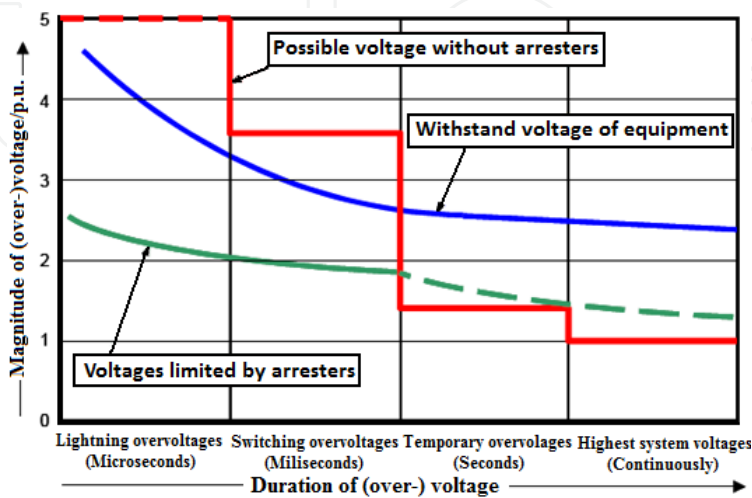 5
Possible voltage without arresters
4
Withstand voltage of equipment
3
2
1
Voltages limited by arresters
0
Magnitude of (over-)voltage/p.u.
Lightning overvoltages
(Microseconds)
Switching overvoltages
(Miliseconds)
Temporary overvolages
(Seconds)
Highest system voltages
(Continuously)
Duration of (over-) voltage